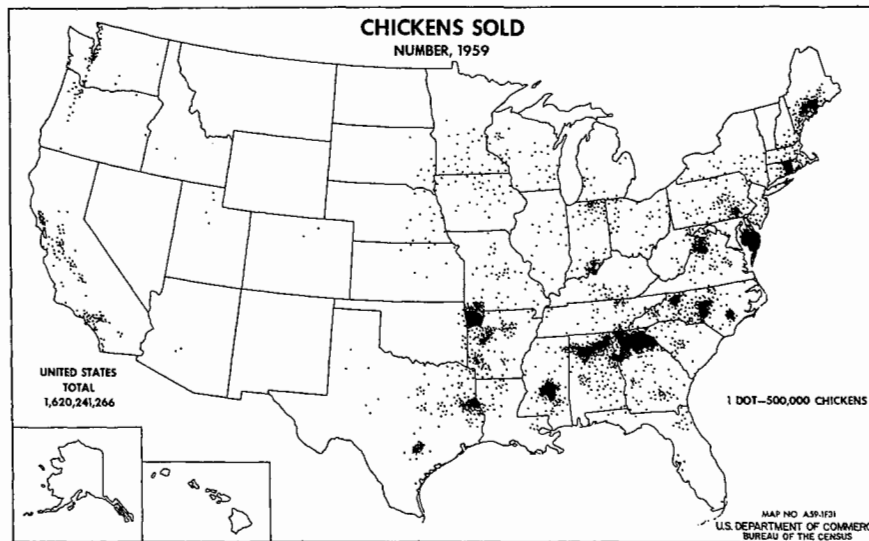 CHICKENS SOLD
NUMBER, 1959
UNITED STATES
TOTAL
1,620,241,266
1 DOT—500,000 CHICKENS
MAP NO A59-1F31
U.S. DEPARTMENT OF COMMERC
BUREAU OF THE CENSUS